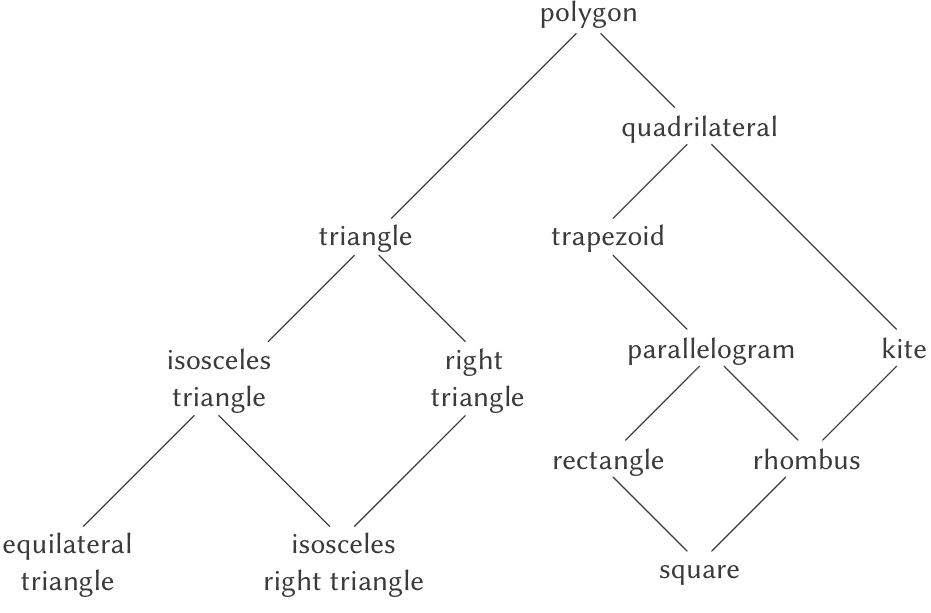 polygon
quadrilateral
triangle
trapezoid
parallelogram
kite
isosceles
triangle
right
triangle
rectangle
rhombus
equilateral
triangle
isosceles
right triangle
square